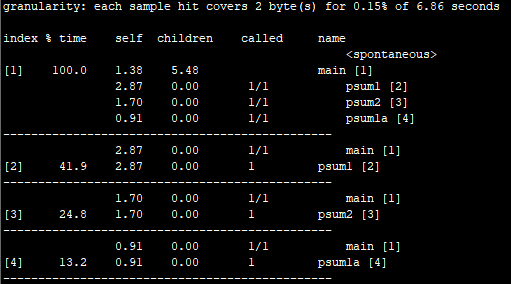 granularity: each sample hit covers 2 byte(s) for 0.15% of 6.86 seconds
index % time self children called name
<spontaneous>
[1] 100.0 1.38 5.48 main [1]
2.87 0.00 1/1 psum1 [2]
1.70 0.00 1/1 psum2 [3]
0.91 0.00 1/1 psum1a [4]
-----------------------------------------------
2.87 0.00 1/1 main [1]
[2] 41.9 2.87 0.00 1 psum1 [2]
-----------------------------------------------
1.70 0.00 1/1 main [1]
[3] 24.8 1.70 0.00 1 psum2 [3]
-----------------------------------------------
0.91 0.00 1/1 main [1]
[4] 13.2 0.91 0.00 1 psum1a [4]
-----------------------------------------------